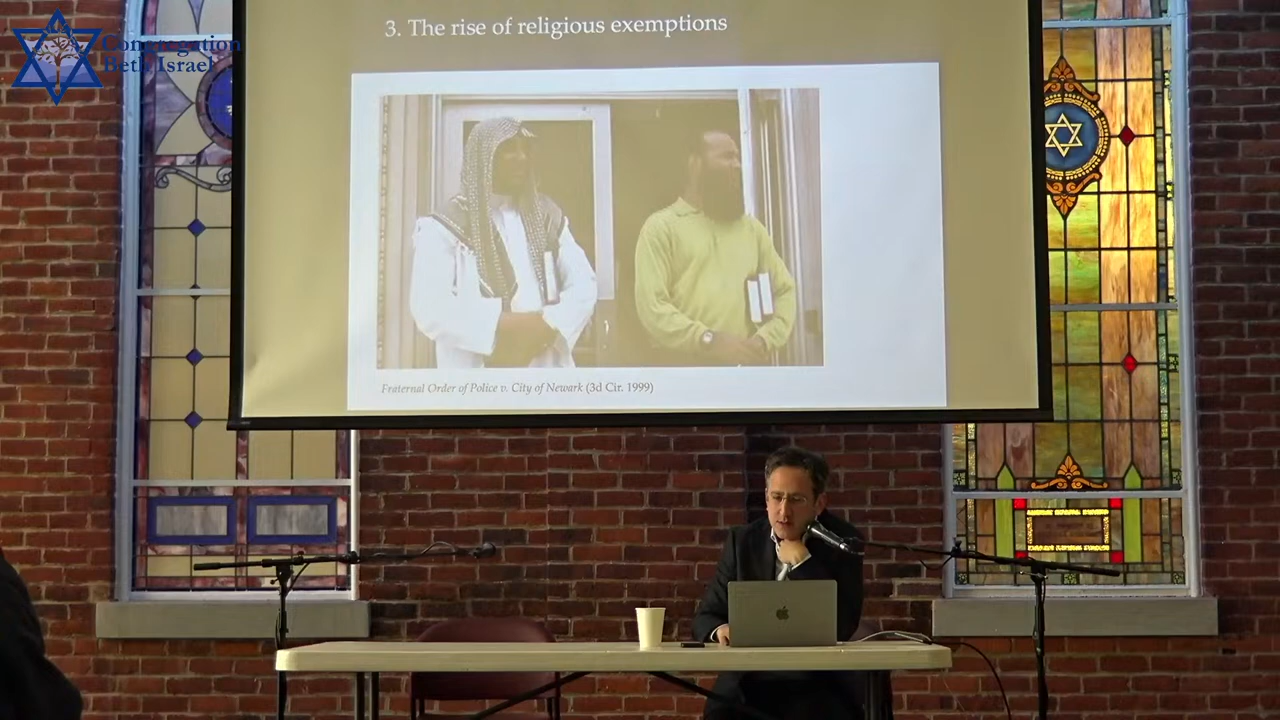 Congregation
Beth Israel
3. The rise of religious exemptions
Fraternal Order of Police v. City of Newark (3d Cir. 1999)